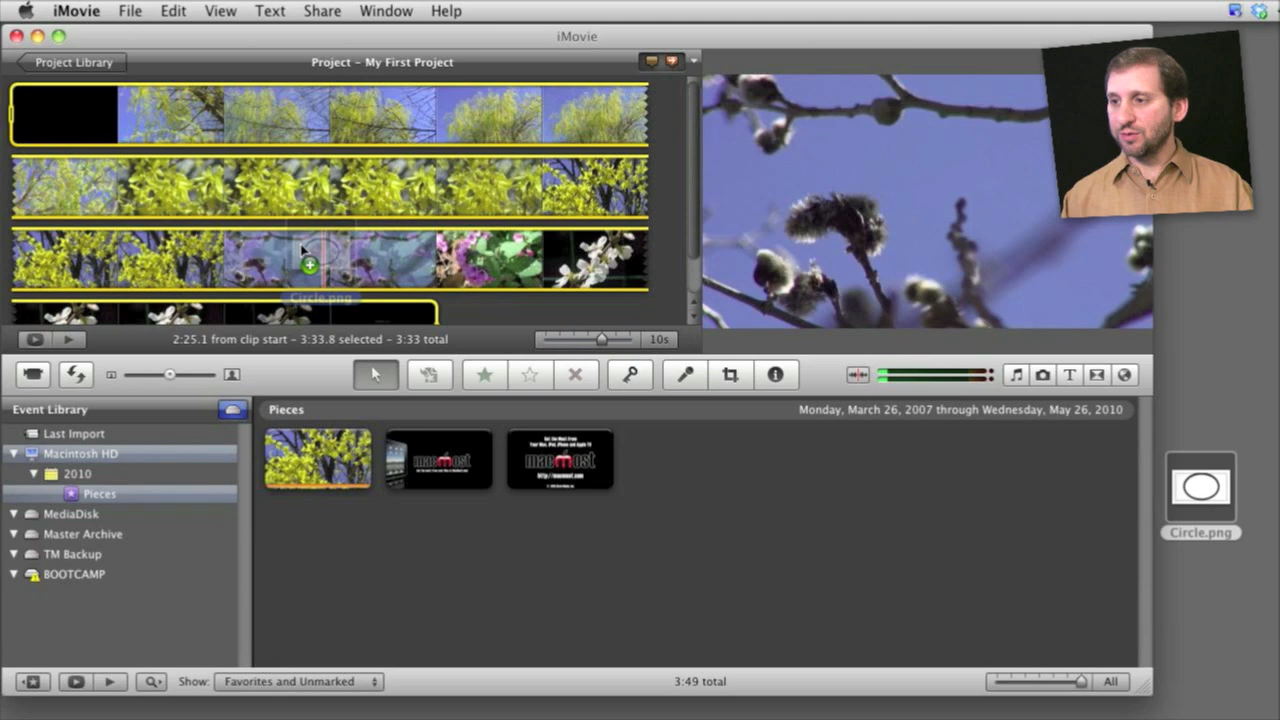 iMovie File Edit View Text Share Window Help
iMovie
Project Library
Project - My First Project
Circle.png
2:25.1 from clip start - 3:33.8 selected - 3:33 total
10s
Event Library
Pieces
Monday, March 26, 2007 through Wednesday, May 26, 2010
Last Import
Macintosh HD
2010
Pieces
MediaDisk
Master Archive
TM Backup
BOOTCAMP
macmost
macmost
http://macmost.com
Circle.png
Show: Favorites and Unmarked
3:49 total
All